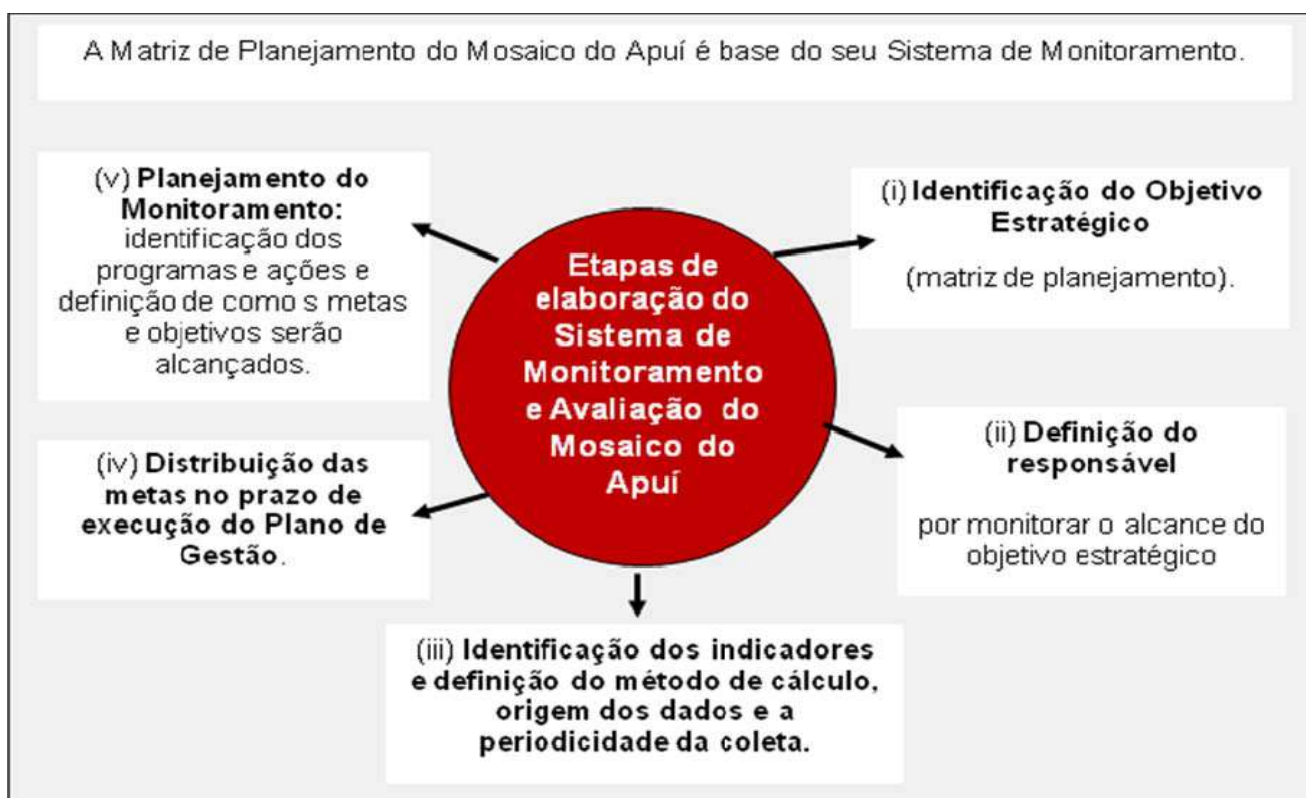 A Matriz de Planejamento do Mosaico do Apuí é base do seu Sistema de Monitoramento.
(i) Identificação do Objetivo
Estratégico
(matriz de planejamento).
(ii) Definição do
responsável
por monitorar o alcance do
objetivo estratégico
(iii) Identificação dos indicadores
e definição do método de cálculo,
origem dos dados e a
periodicidade da coleta.
(iv) Distribuição das
metas no prazo de
execução do Plano de
Gestão.
(v) Planejamento do
Monitoramento:
identificação dos
programas e ações e
definição de como s metas
e objetivos serão
alcançados.
Etapas de
elaboração do
Sistema de
Monitoramento
e Avaliação do
Mosaico do
Apuí